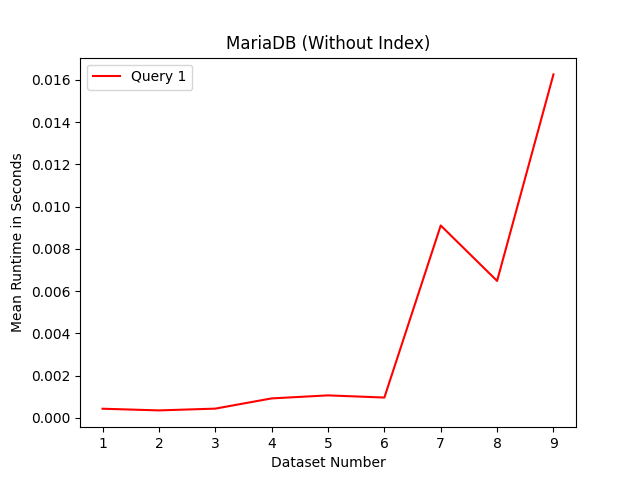 MariaDB (Without Index)
Query 1
Mean Runtime in Seconds
0.016
0.014
0.012
0.010
0.008
0.006
0.004
0.002
0.000
1 2 3 4 5 6 7 8 9
Dataset Number